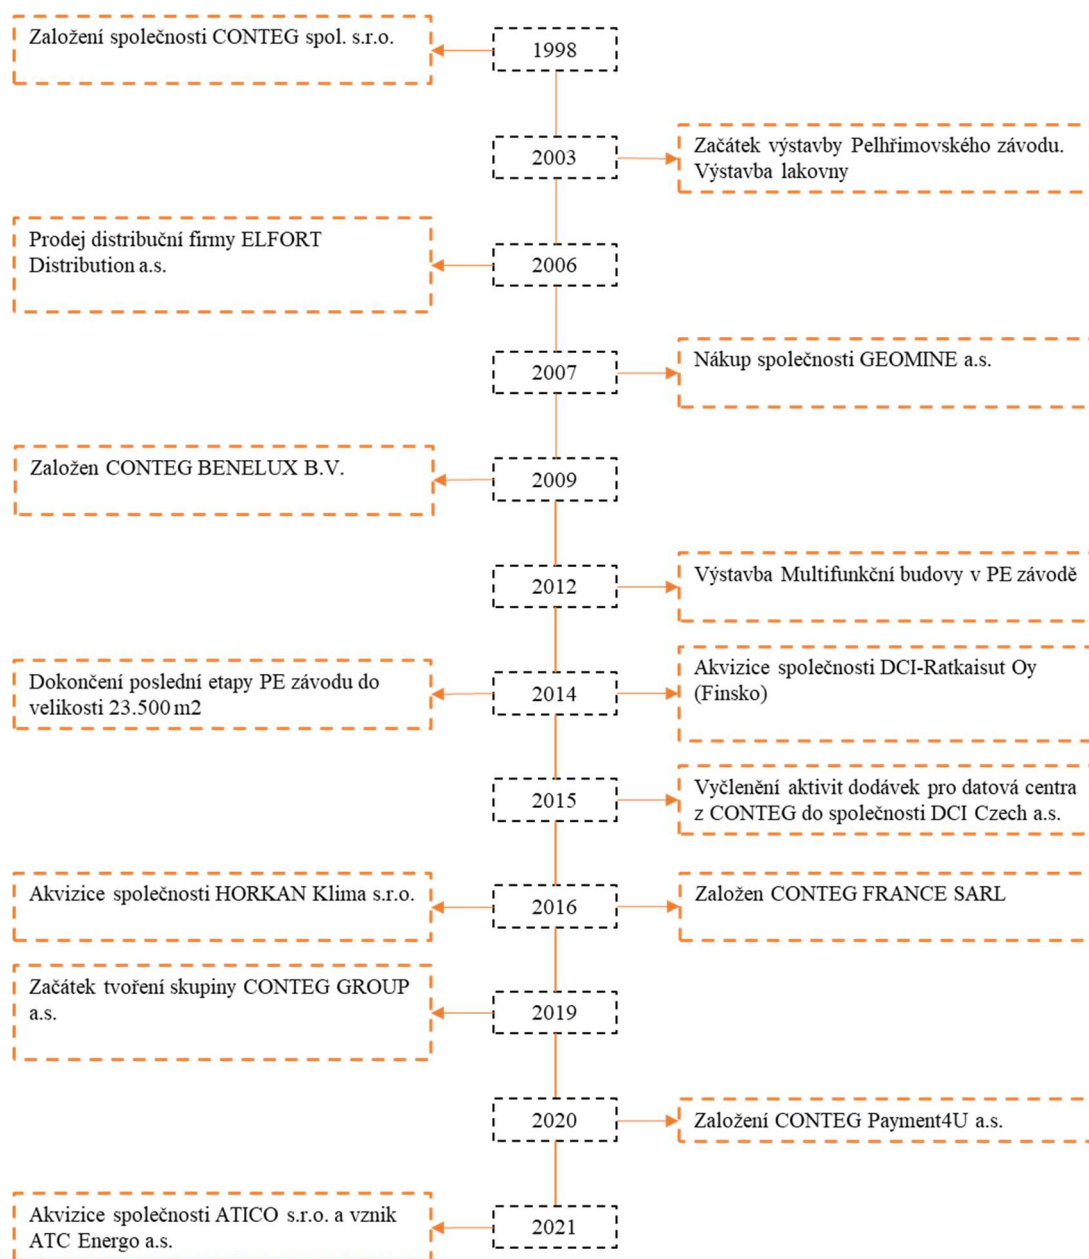 Založení společnosti CONTEG spol. s.r.o.
1998
2003
Začátek výstavby Pelhřimovského závodu.
Výstavba lakovny
Prodej distribuční firmy ELFORT
Distribution a.s.
2006
2007
Nákup společnosti GEOMINE a.s.
Založen CONTEG BENELUX B.V.
2009
2012
Výstavba Multifunkční budovy v PE závodě
Dokončení poslední etapy PE závodu do
velikosti 23.500 m2
2014
Akvizice společnosti DCI-Ratkaisut Oy
(Finsko)
2015
Vyčlenění aktivit dodávek pro datová centra
z CONTEG do společnosti DCI Czech a.s.
Akvizice společnosti HORKAN Klima s.r.o.
2016
Založen CONTEG FRANCE SARL
Začátek tvoření skupiny CONTEG GROUP
a.s.
2019
2020
Založení CONTEG Payment4U a.s.
Akvizice společnosti ATICO s.r.o. a vznik
ATC Energo a.s.
2021